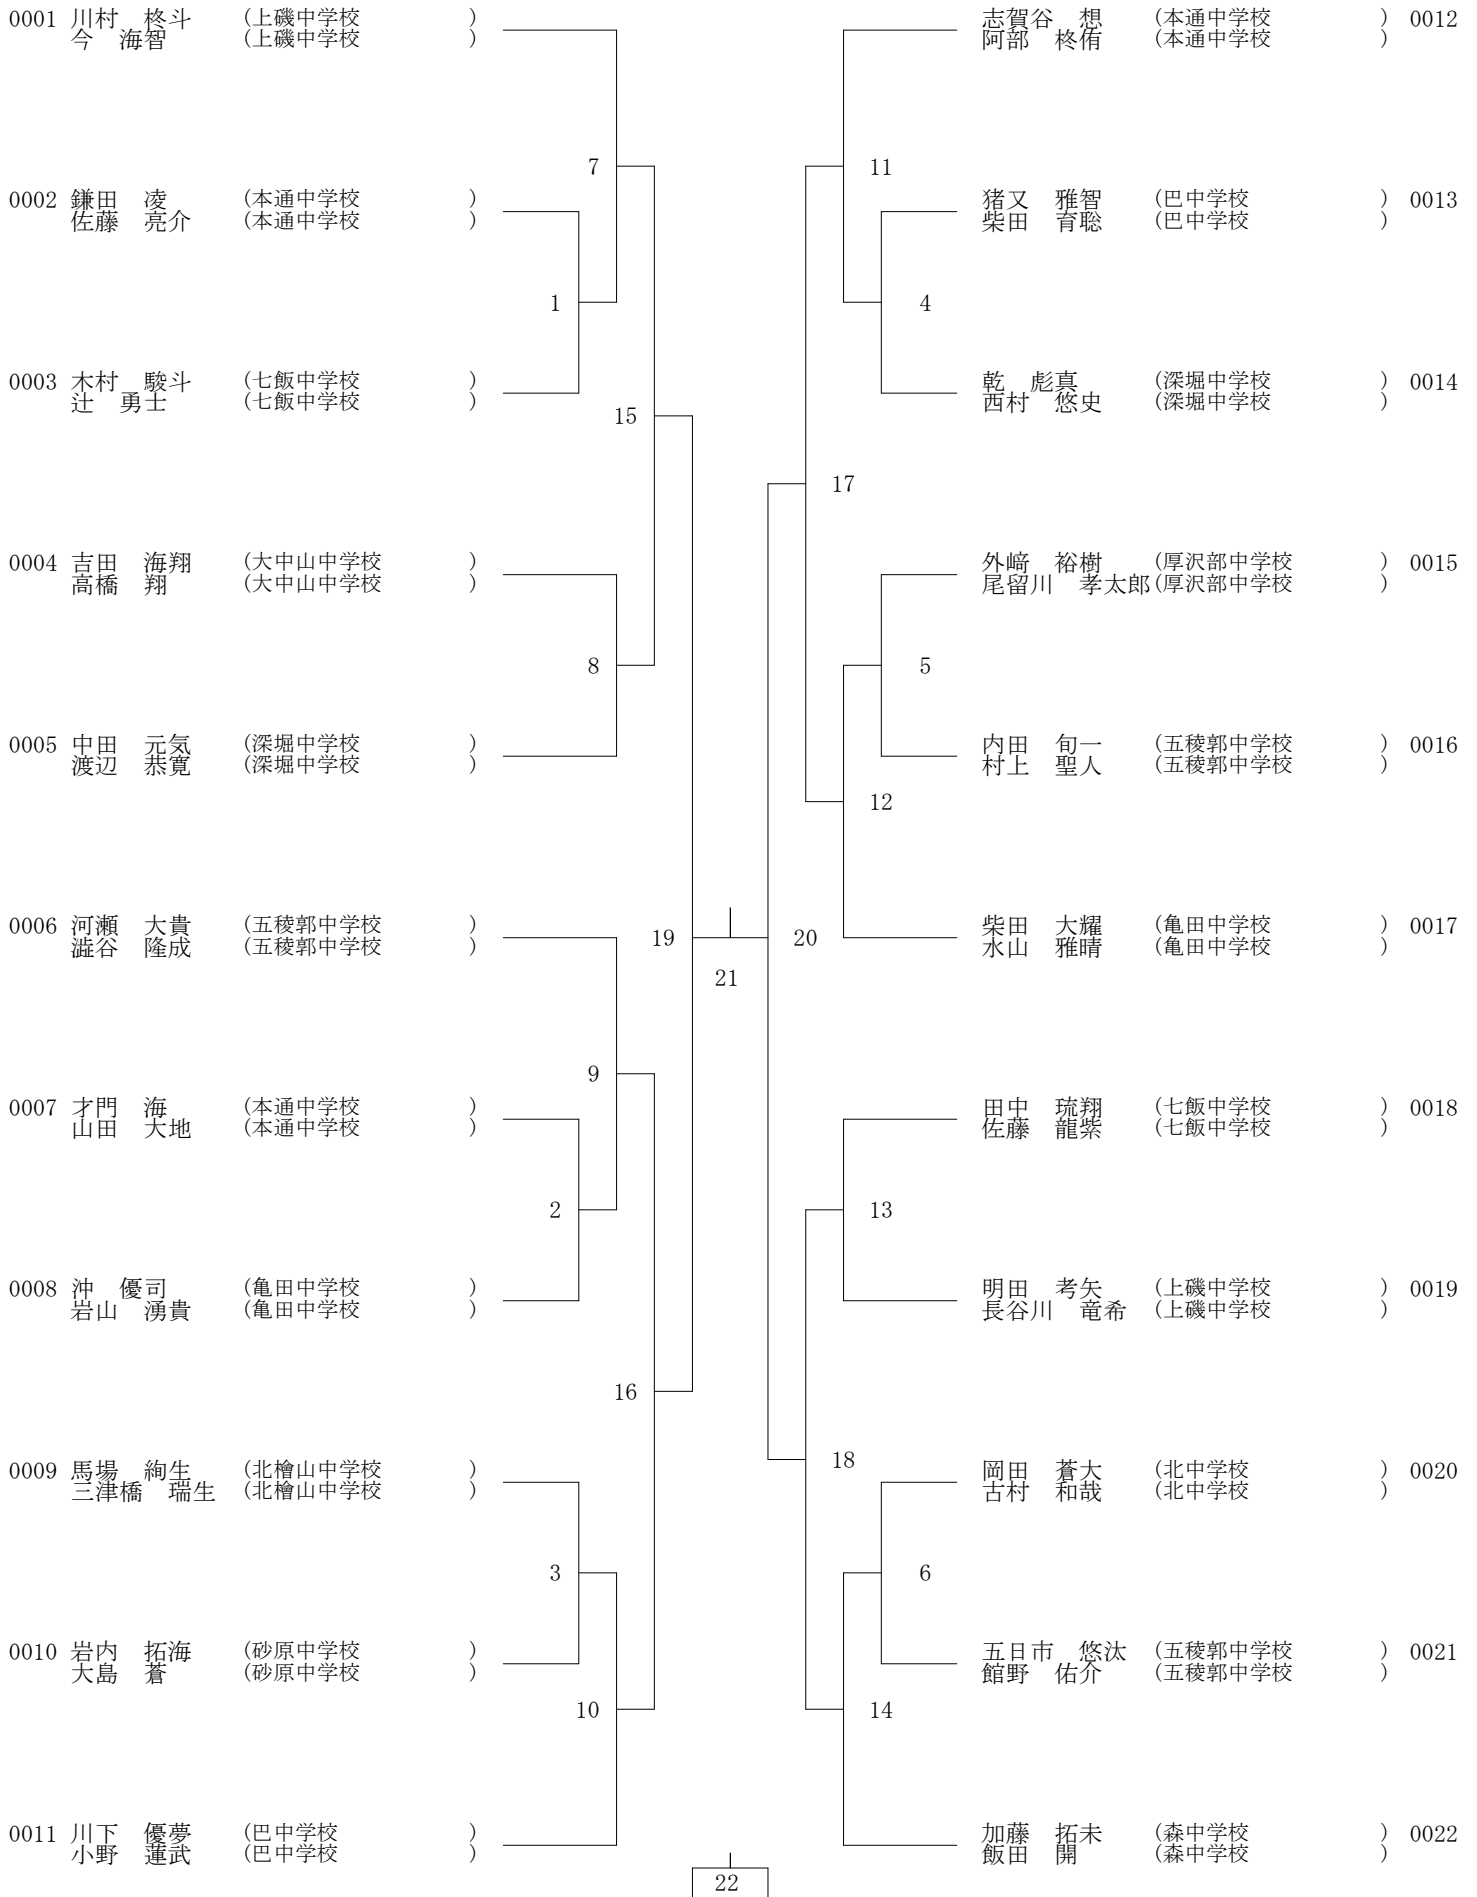 0001 川村　柊斗 (上磯中学校 )
今　海智 (上磯中学校 )
0002 鎌田　凌 (本通中学校 )
佐藤　亮介 (本通中学校 )
0003 木村　駿斗 (七飯中学校 )
辻　勇士 (七飯中学校 )
0004 吉田　海翔 (大中山中学校 )
高橋　翔 (大中山中学校 )
0005 中田　元気 (深堀中学校 )
渡辺　恭寛 (深堀中学校 )
0006 河瀬　大貴 (五稜郭中学校 )
澁谷　隆成 (五稜郭中学校 )
0007 才門　海 (本通中学校 )
山田　大地 (本通中学校 )
0008 沖　優司 (亀田中学校 )
岩山　湧貴 (亀田中学校 )
0009 馬場　絢生 (北檜山中学校 )
三津橋　瑞生 (北檜山中学校 )
0010 岩内　拓海 (砂原中学校 )
大島　蒼 (砂原中学校 )
0011 川下　優夢 (巴中学校 )
小野　蓮武 (巴中学校 )
7
1
15
8
19
9
2
16
3
10
21
22
11
4
17
5
12
20
13
18
6
14
志賀谷　想 (本通中学校 ) 0012
阿部　柊侑 (本通中学校 )
猪又　雅智 (巴中学校 ) 0013
柴田　育聡 (巴中学校 )
乾　彪真 (深堀中学校 ) 0014
西村　悠史 (深堀中学校 )
外﨑　裕樹 (厚沢部中学校 ) 0015
尾留川　孝太郎 (厚沢部中学校 )
内田　旬一 (五稜郭中学校 ) 0016
村上　聖人 (五稜郭中学校 )
柴田　大耀 (亀田中学校 ) 0017
水山　雅晴 (亀田中学校 )
田中　琉翔 (七飯中学校 ) 0018
佐藤　龍紫 (七飯中学校 )
明田　考矢 (上磯中学校 ) 0019
長谷川　竜希 (上磯中学校 )
岡田　蒼大 (北中学校 ) 0020
古村　和哉 (北中学校 )
五日市　悠汰 (五稜郭中学校 ) 0021
館野　佑介 (五稜郭中学校 )
加藤　拓未 (森中学校 ) 0022
飯田　開 (森中学校 )